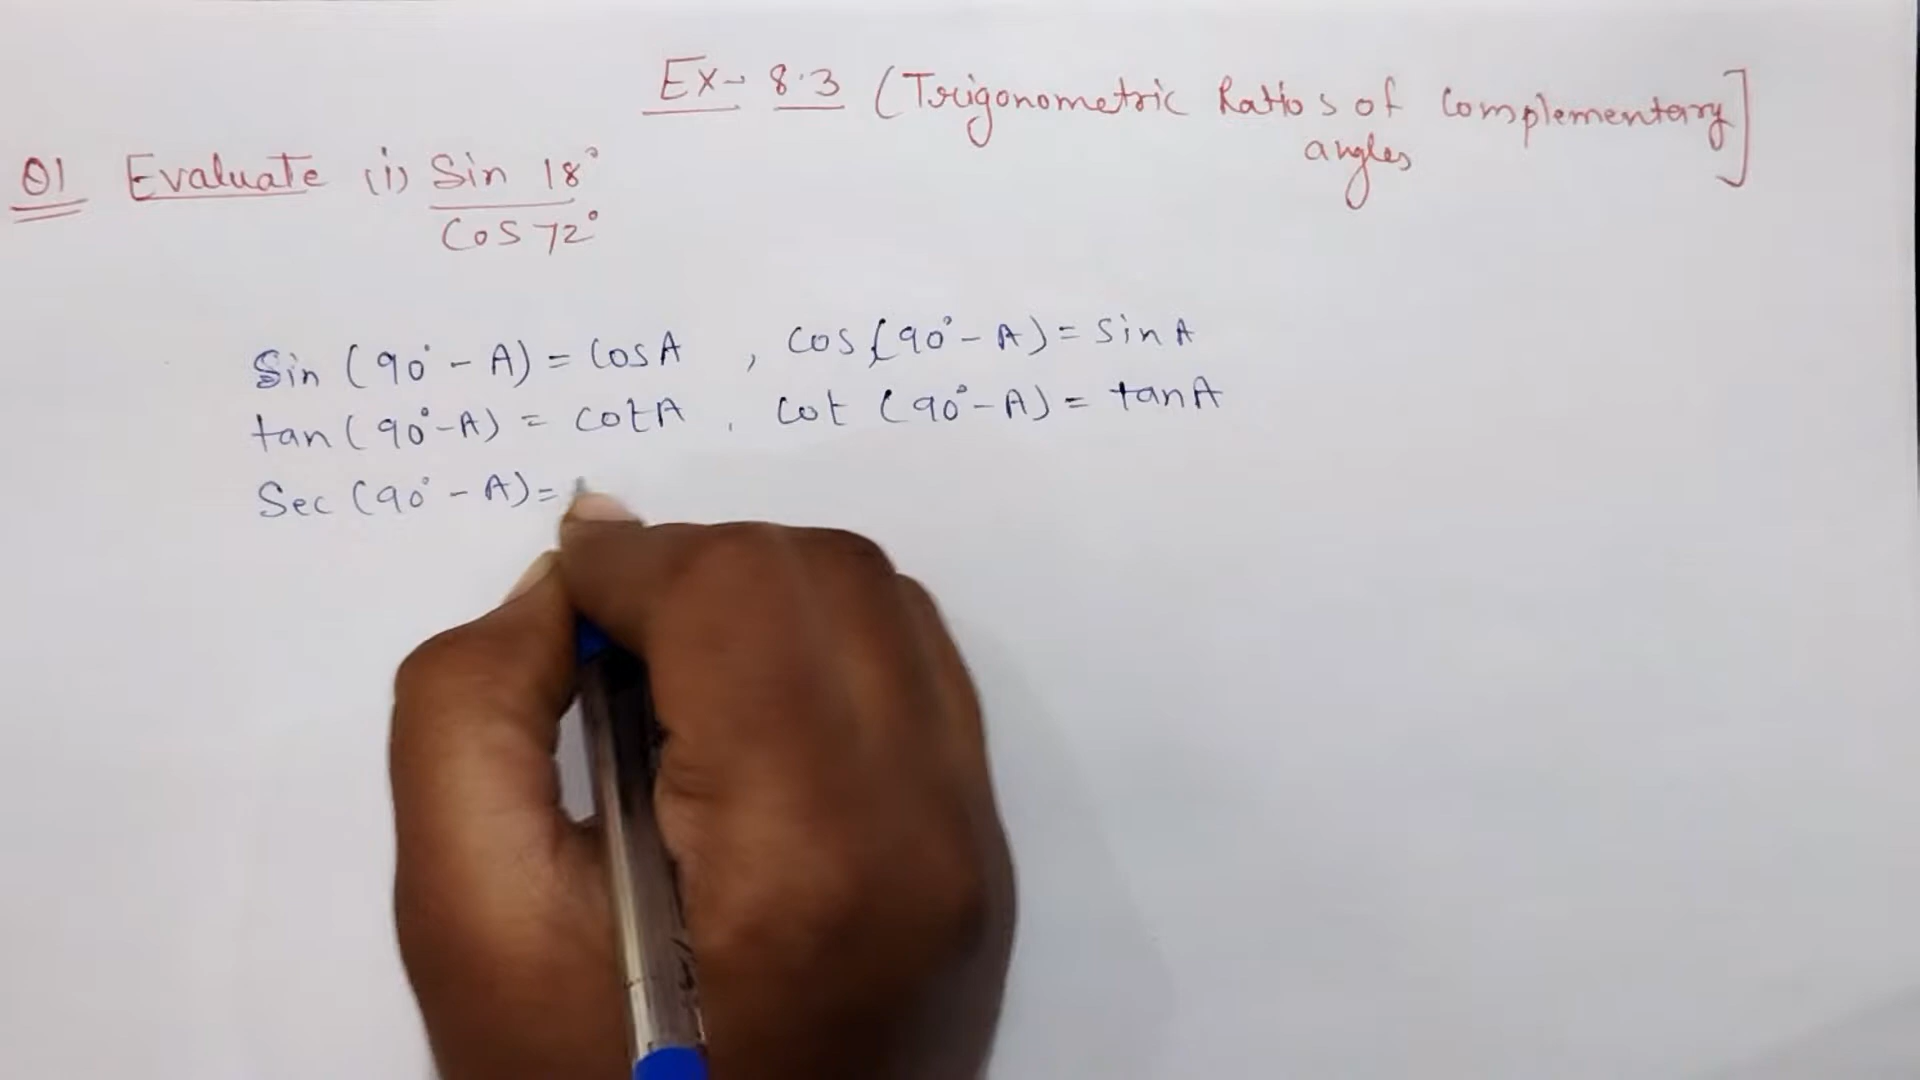 Ex- 8.3 (Trigonometric Ratios of Complementary angles]
Q1 Evaluate (i) Sin 18°
Cos 72°
Sin (90° - A) = Cos A , Cos (90° - A) = Sin A
tan (90° - A) = cot A , Cot (90° - A) = tan A
Sec (90° - A) =